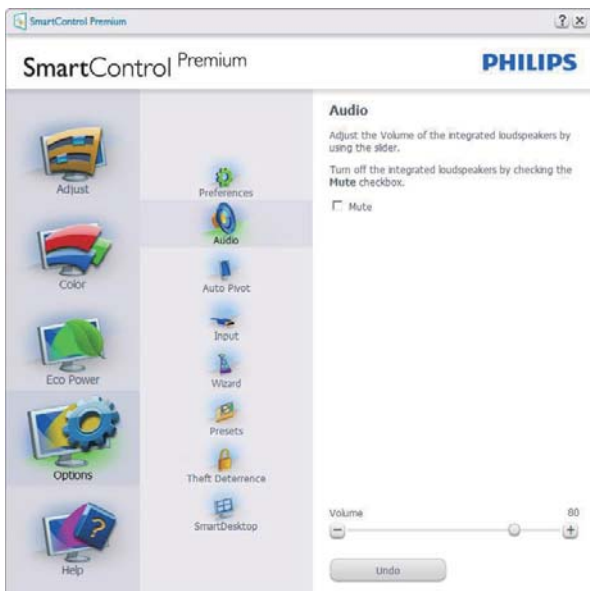 SmartControl Premium
? x
SmartControl Premium
PHILIPS
Adjust
Color
Eco Power
Options
Help
Preferences
Audio
Auto Pivot
Input
Wizard
Presets
Theft Deterrence
SmartDesktop
Audio
Adjust the Volume of the integrated loudspeakers by
using the slider.
Turn off the integrated loudspeakers by checking the
Mute checkbox.
Mute
Volume 80
Undo